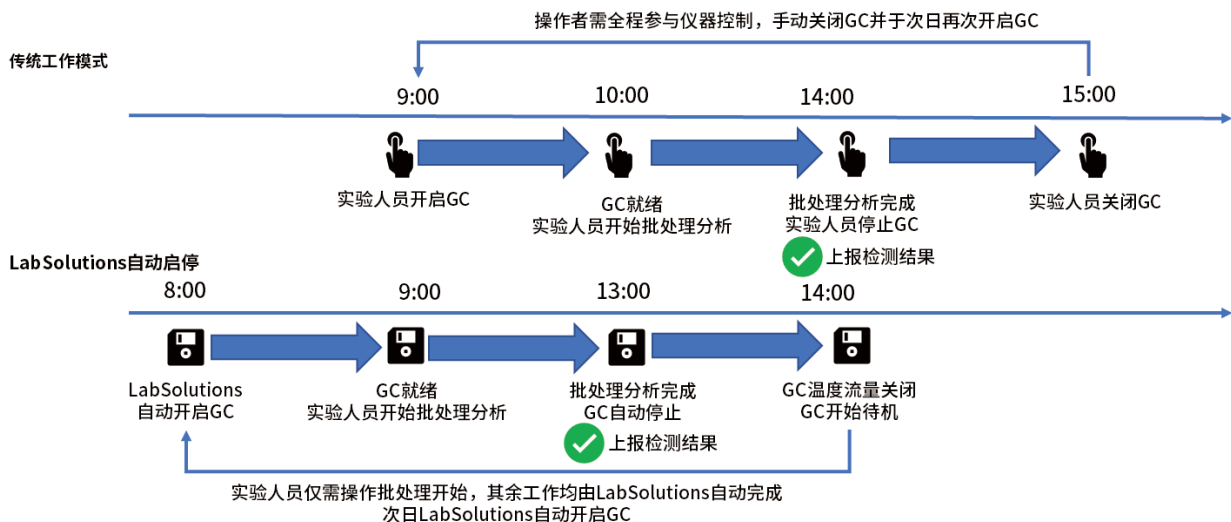 操作者需全程参与仪器控制，手动关闭GC并于次日再次开启GC
传统工作模式
9:00
10:00
14:00
15:00
实验人员开启GC
GC就绪
实验人员开始批处理分析
批处理分析完成
实验人员停止GC
上报检测结果
实验人员关闭GC
LabSolutions自动启停
8:00
9:00
13:00
14:00
LabSolutions
自动开启GC
GC就绪
实验人员开始批处理分析
批处理分析完成
GC自动停止
上报检测结果
GC温度流量关闭
GC开始待机
实验人员仅需操作批处理开始，其余工作均由LabSolutions自动完成
次日LabSolutions自动开启GC